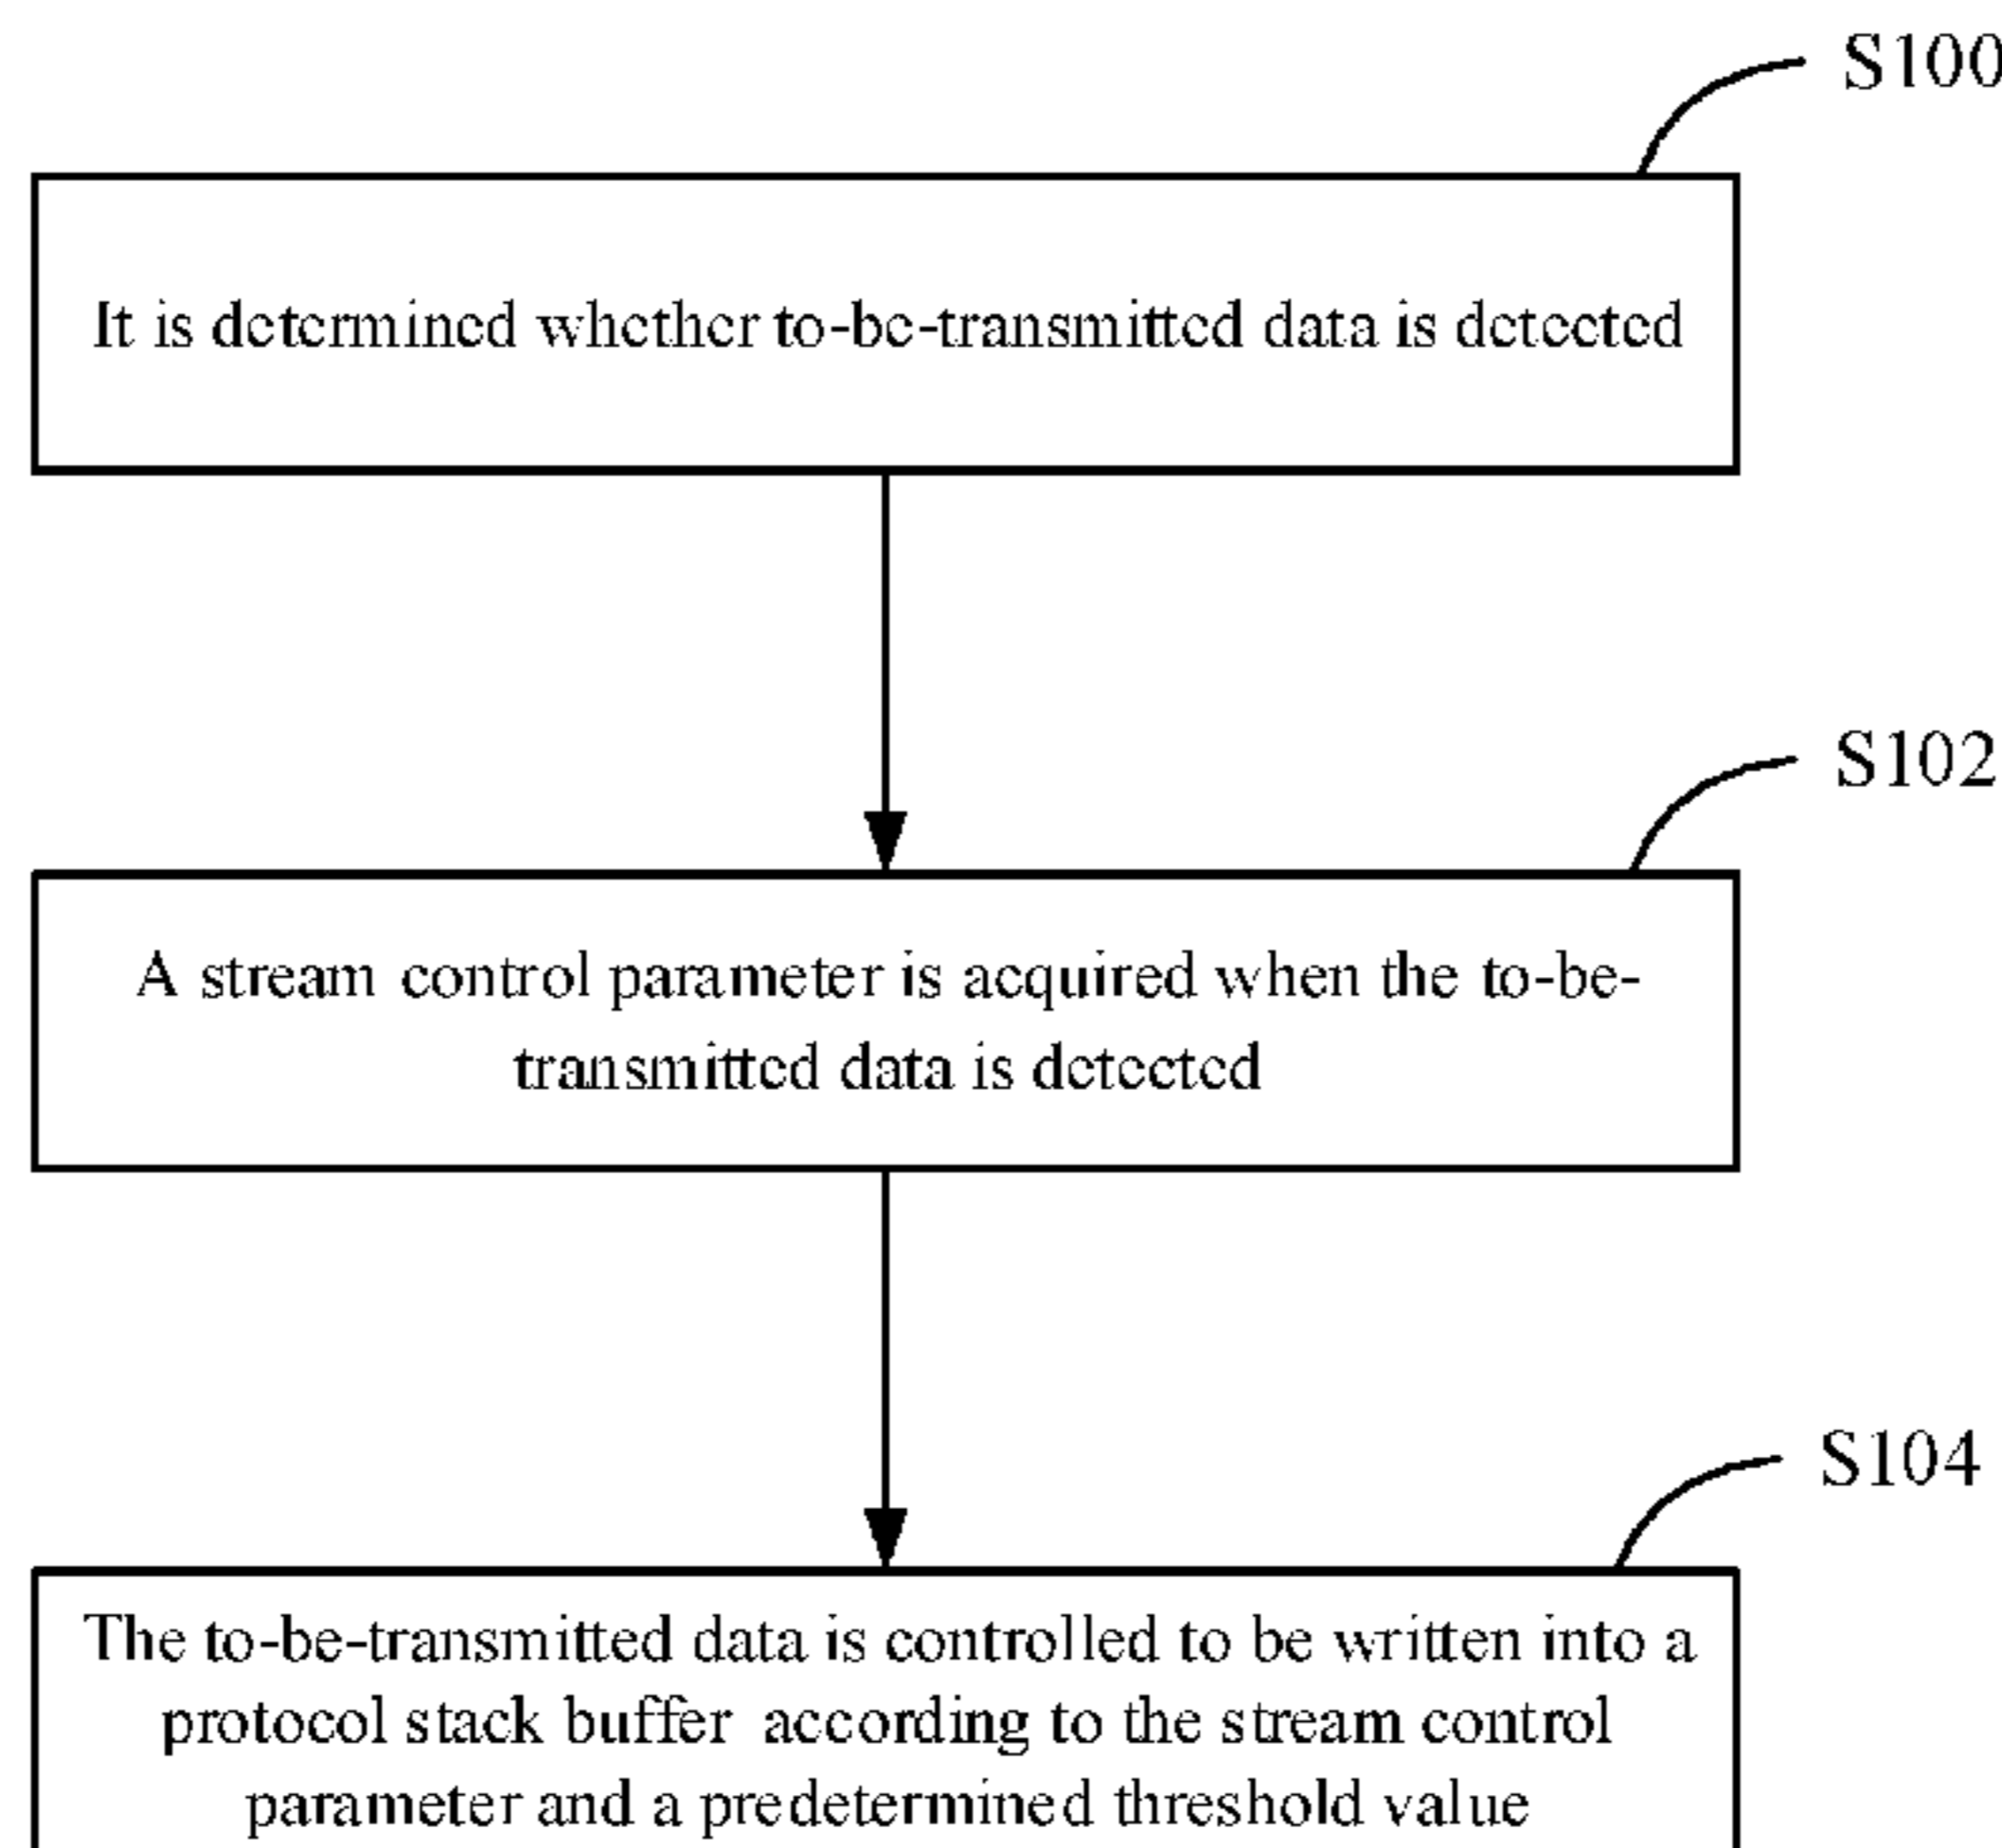 S100
It is determined whether to-be-transmitted data is detected
S102
A stream control parameter is acquired when the to-be-
transmitted data is detected
S104
The to-be-transmitted data is controlled to be written into a
protocol stack buffer according to the stream control
parameter and a predetermined threshold value